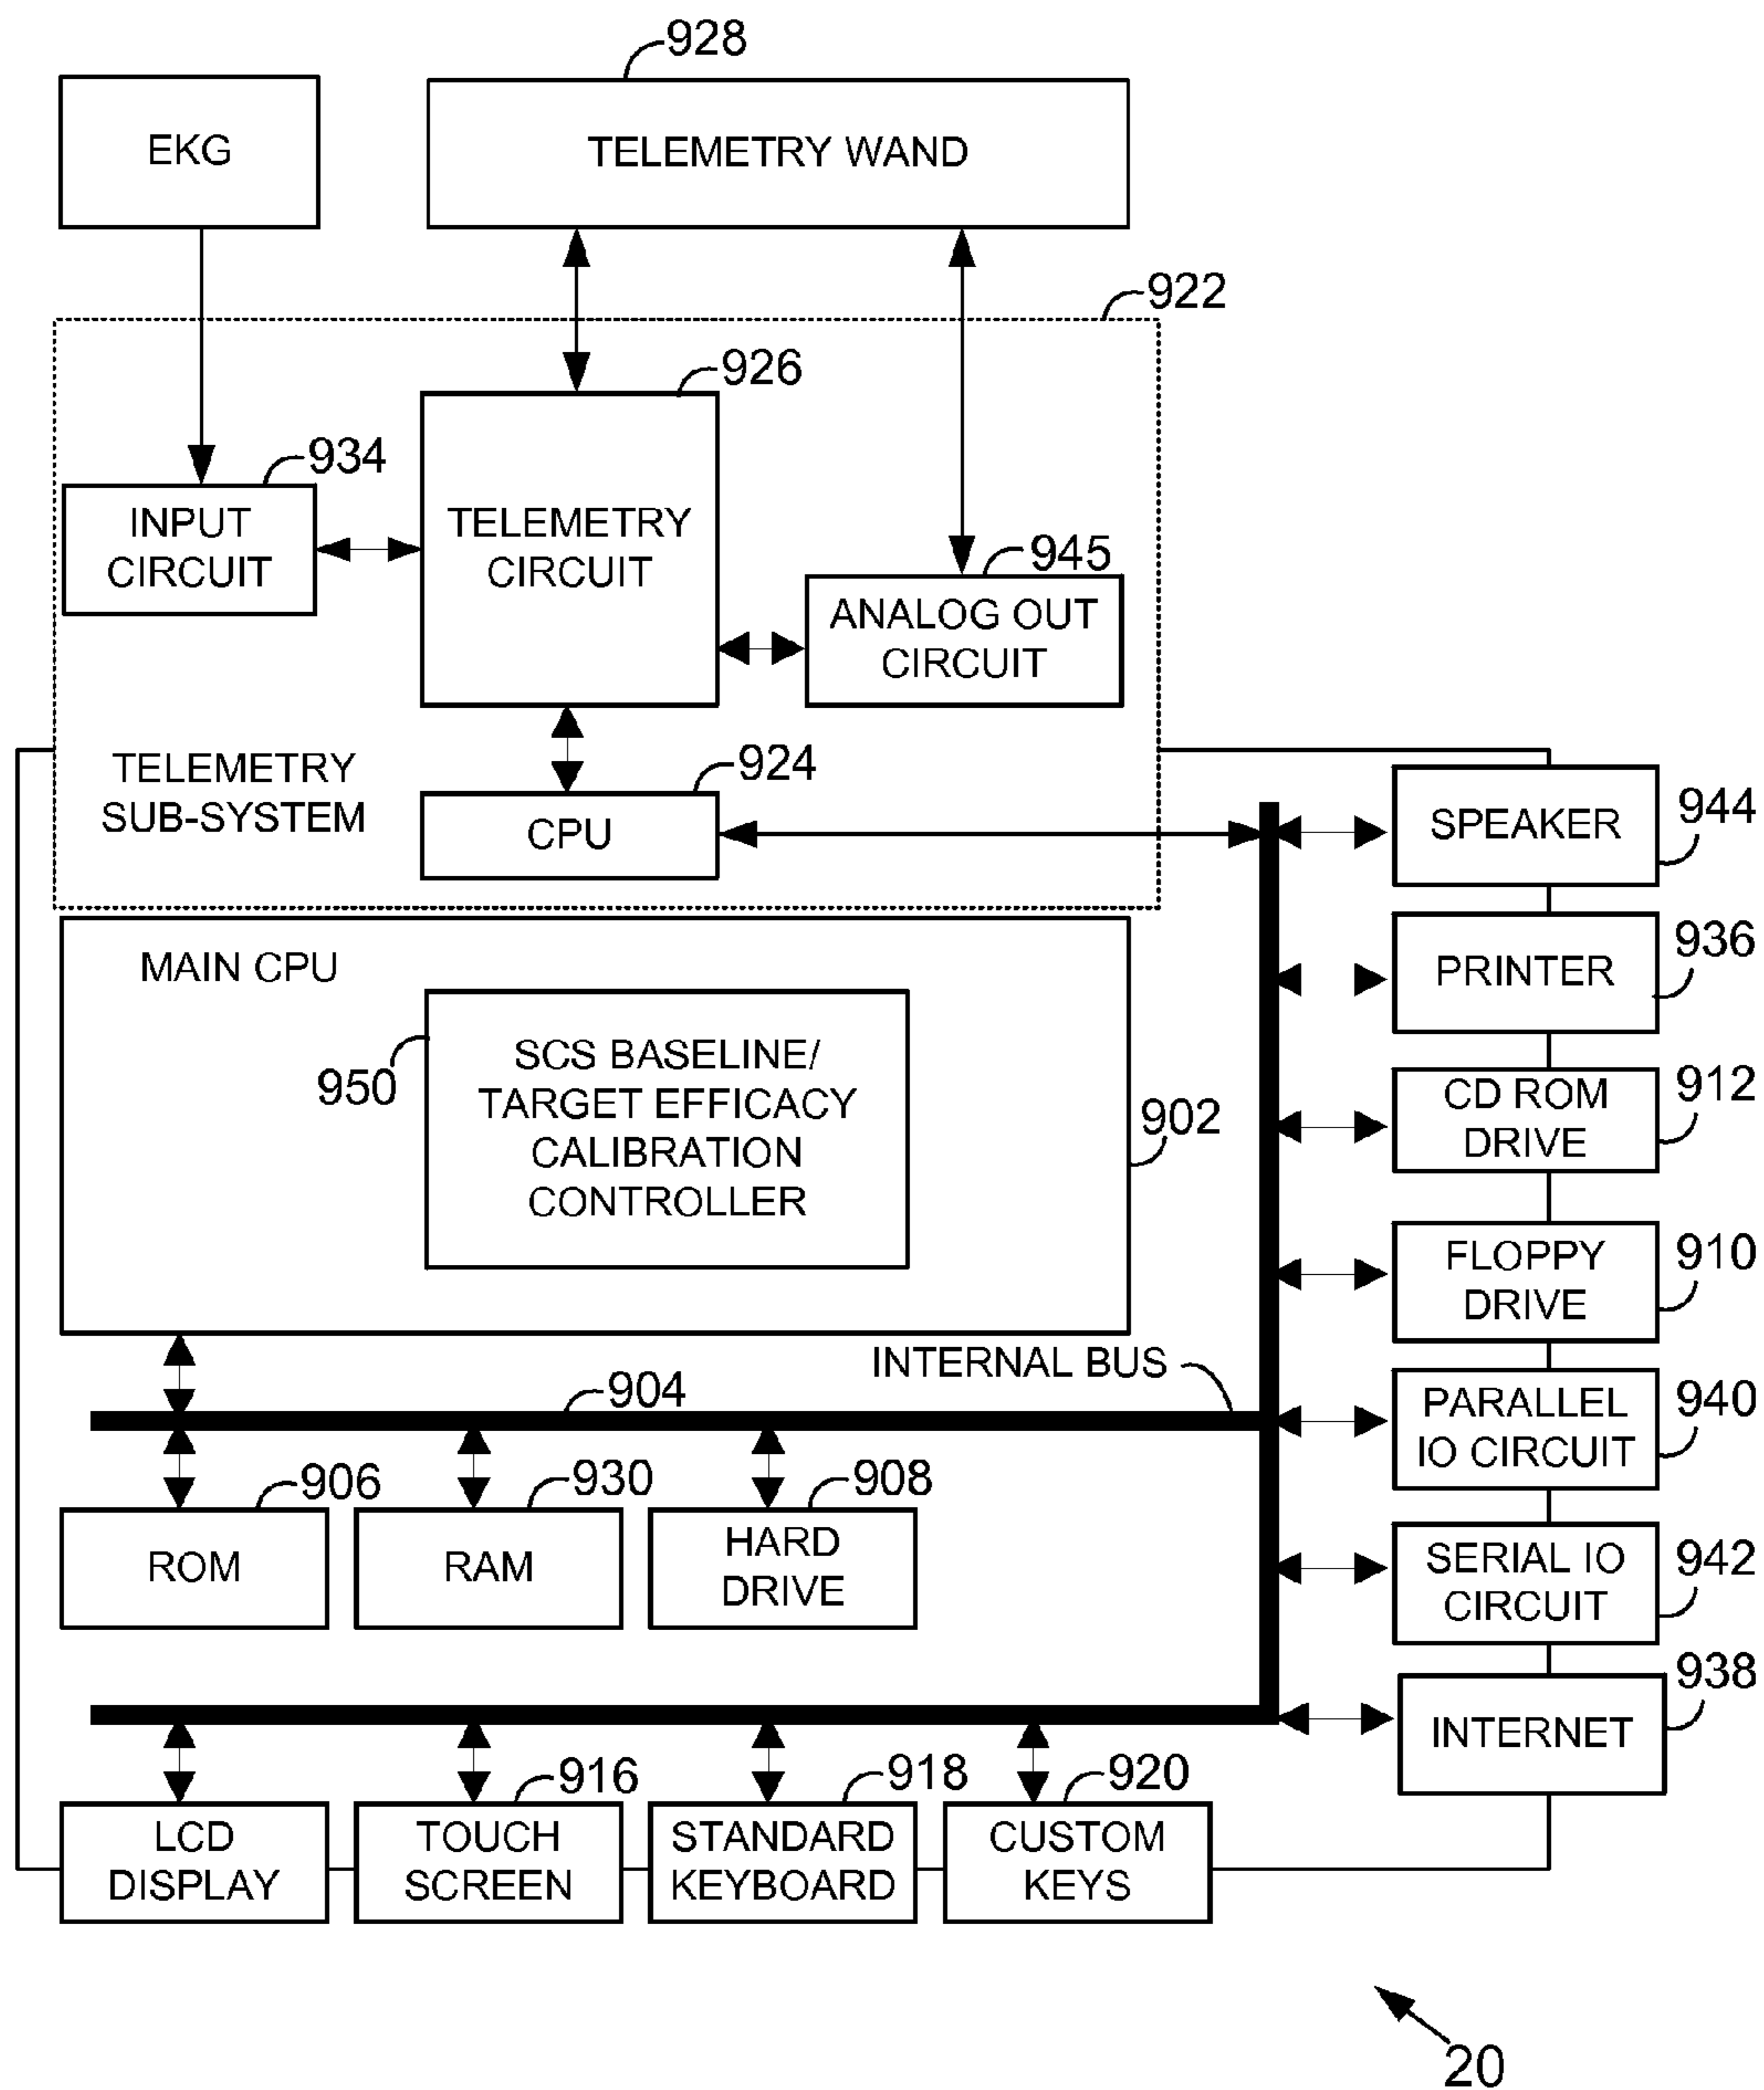 928
EKG
TELEMETRY WAND
922
926
934
INPUT
CIRCUIT
TELEMETRY
CIRCUIT
945
ANALOG OUT
CIRCUIT
TELEMETRY
SUB-SYSTEM
924
CPU
SPEAKER
944
MAIN CPU
950
SCS BASELINE/
TARGET EFFICACY
CALIBRATION
CONTROLLER
902
PRINTER
936
CD ROM
DRIVE
912
FLOPPY
DRIVE
910
INTERNAL BUS
904
PARALLEL
IO CIRCUIT
940
906
ROM
930
RAM
908
HARD
DRIVE
SERIAL IO
CIRCUIT
942
938
INTERNET
LCD
DISPLAY
916
TOUCH
SCREEN
918
STANDARD
KEYBOARD
920
CUSTOM
KEYS
20